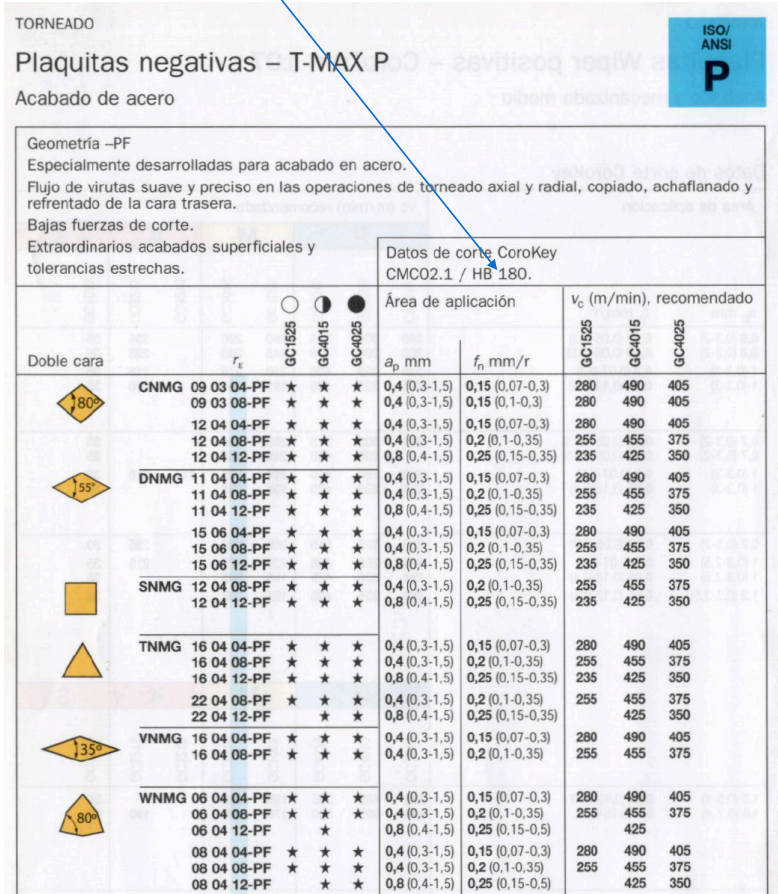 TORNEADO
ISO/
ANSI
P
Plaquitas negativas – T-MAX P
Acabado de acero
Geometría –PF
Especialmente desarrolladas para acabado en acero.
Flujo de virutas suave y preciso en las operaciones de torneado axial y radial, copiado, achaflanado y
refrentado de la cara trasera.
Bajas fuerzas de corte.
Extraordinarios acabados superficiales y
tolerancias estrechas.
Datos de corte CoroKey
CMC02.1 / HB 180.
Área de aplicación vc (m/min), recomendado
Doble cara rε GC1525 GC4015 GC4025 ap mm fn mm/r GC1525 GC4015 GC4025
80º
CNMG 09 03 04-PF ★ ★ ★ 0,4 (0,3-1,5) 0,15 (0,07-0,3) 280 490 405
09 03 08-PF ★ ★ ★ 0,4 (0,3-1,5) 0,15 (0,1-0,3) 280 490 405
12 04 04-PF ★ ★ ★ 0,4 (0,3-1,5) 0,15 (0,07-0,3) 280 490 405
12 04 08-PF ★ ★ ★ 0,4 (0,3-1,5) 0,2 (0,1-0,35) 255 455 375
12 04 12-PF ★ ★ 0,8 (0,4-1,5) 0,25 (0,15-0,35) 235 425 350
55°
DNMG 11 04 04-PF ★ ★ ★ 0,4 (0,3-1,5) 0,15 (0,07-0,3) 280 490 405
11 04 08-PF ★ ★ ★ 0,4 (0,3-1,5) 0,2 (0,1-0,35) 255 455 375
11 04 12-PF ★ ★ ★ 0,8 (0,4-1,5) 0,25 (0,15-0,35) 235 425 350
15 06 04-PF ★ ★ ★ 0,4 (0,3-1,5) 0,15 (0,07-0,3) 280 490 405
15 06 08-PF ★ ★ ★ 0,4 (0,3-1,5) 0,2 (0,1-0,35) 255 455 375
15 06 12-PF ★ ★ ★ 0,8 (0,4-1,5) 0,25 (0,15-0,35) 235 425 350
SNMG 12 04 08-PF ★ ★ ★ 0,4 (0,3-1,5) 0,2 (0,1-0,35) 255 455 375
12 04 12-PF ★ ★ ★ 0,8 (0,4-1,5) 0,25 (0,15-0,35) 235 425 350
TNMG 16 04 04-PF ★ ★ ★ 0,4 (0,3-1,5) 0,15 (0,07-0,3) 280 490 405
16 04 08-PF ★ ★ ★ 0,4 (0,3-1,5) 0,2 (0,1-0,35) 255 455 375
16 04 12-PF ★ ★ ★ 0,8 (0,4-1,5) 0,25 (0,15-0,35) 235 425 350
22 04 08-PF ★ ★ ★ 0,4 (0,3-1,5) 0,2 (0,1-0,35) 255 455 375
22 04 12-PF ★ ★ 0,8 (0,4-1,5) 0,25 (0,15-0,35) 425 350
35º
VNMG 16 04 04-PF ★ ★ ★ 0,4 (0,3-1,5) 0,15 (0,07-0,3) 280 490 405
16 04 08-PF ★ ★ ★ 0,4 (0,3-1,5) 0,2 (0,1-0,35) 255 455 375
80º
WNMG 06 04 04-PF ★ ★ ★ 0,4 (0,3-1,5) 0,15 (0,07-0,3) 280 490 405
06 04 08-PF ★ ★ ★ 0,4 (0,3-1,5) 0,2 (0,1-0,35) 255 455 375
06 04 12-PF ★ 0,8 (0,4-1,5) 0,25 (0,15-0,5) 425
08 04 04-PF ★ ★ ★ 0,4 (0,3-1,5) 0,15 (0,07-0,3) 280 490 405
08 04 08-PF ★ ★ ★ 0,4 (0,3-1,5) 0,2 (0,1-0,35) 255 455 375
08 04 12-PF ★ ★ 0,8 (0,4-1,5) 0,25 (0,15-0,5) 425 350